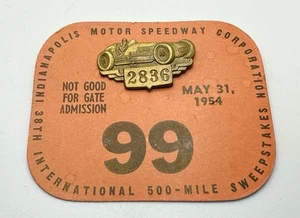 INDIANAPOLIS MOTOR SPEEDWAY CORPORATION
2836
NOT GOOD
FOR GATE
ADMISSION
MAY 31,
1954
99
38TH INTERNATIONAL 500-MILE SWEEPSTAKES